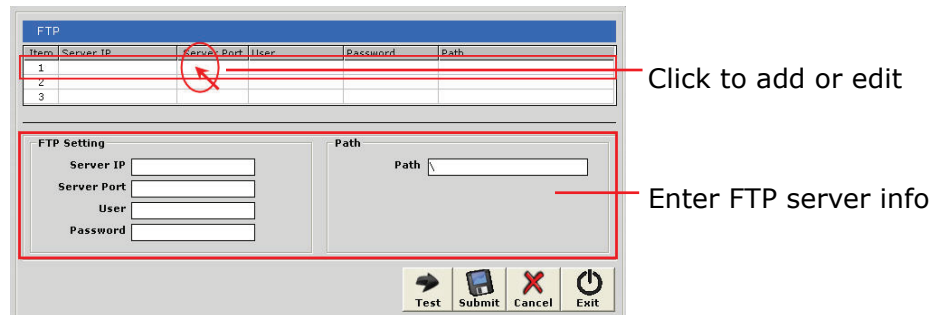 FTP
Item Server IP Server Port User Password Path
1
Click to add or edit
2
3
FTP Setting
Path
Server IP
Path \
Server Port
Enter FTP server info
User
Password
Test Submit Cancel Exit